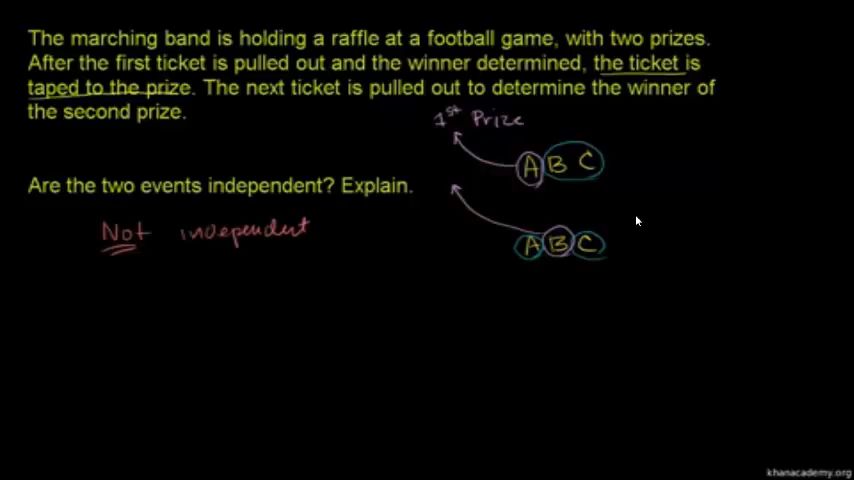 The marching band is holding a raffle at a football game, with two prizes.
After the first ticket is pulled out and the winner determined, the ticket is
taped to the prize. The next ticket is pulled out to determine the winner of
the second prize.
1st Prize
A B C
Are the two events independent? Explain.
Not independent
A B C
khanacademy.org